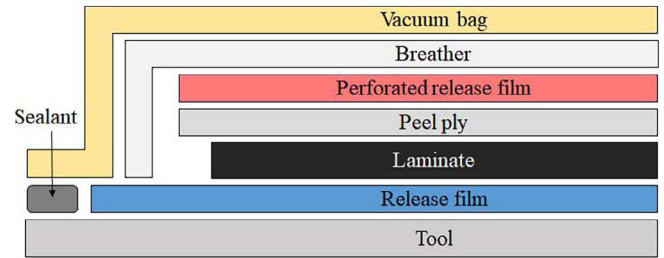 Vacuum bag
Breather
Perforated release film
Sealant
Peel ply
Laminate
Release film
Tool